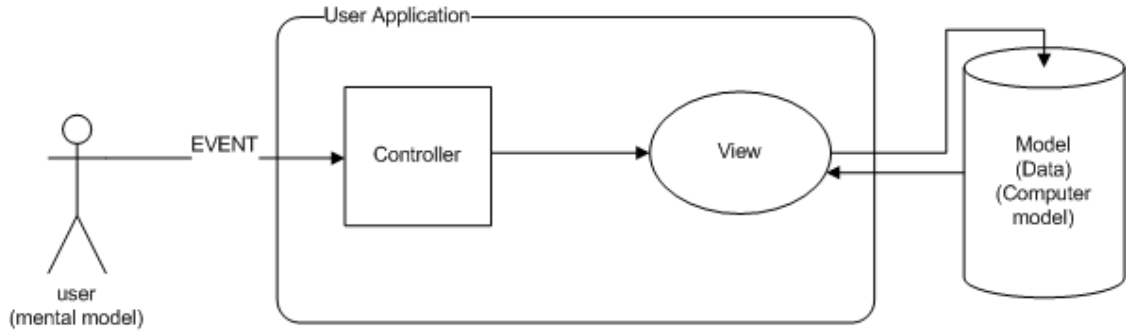 User Application
EVENT
Controller
View
Model
(Data)
(Computer
model)
user
(mental model)